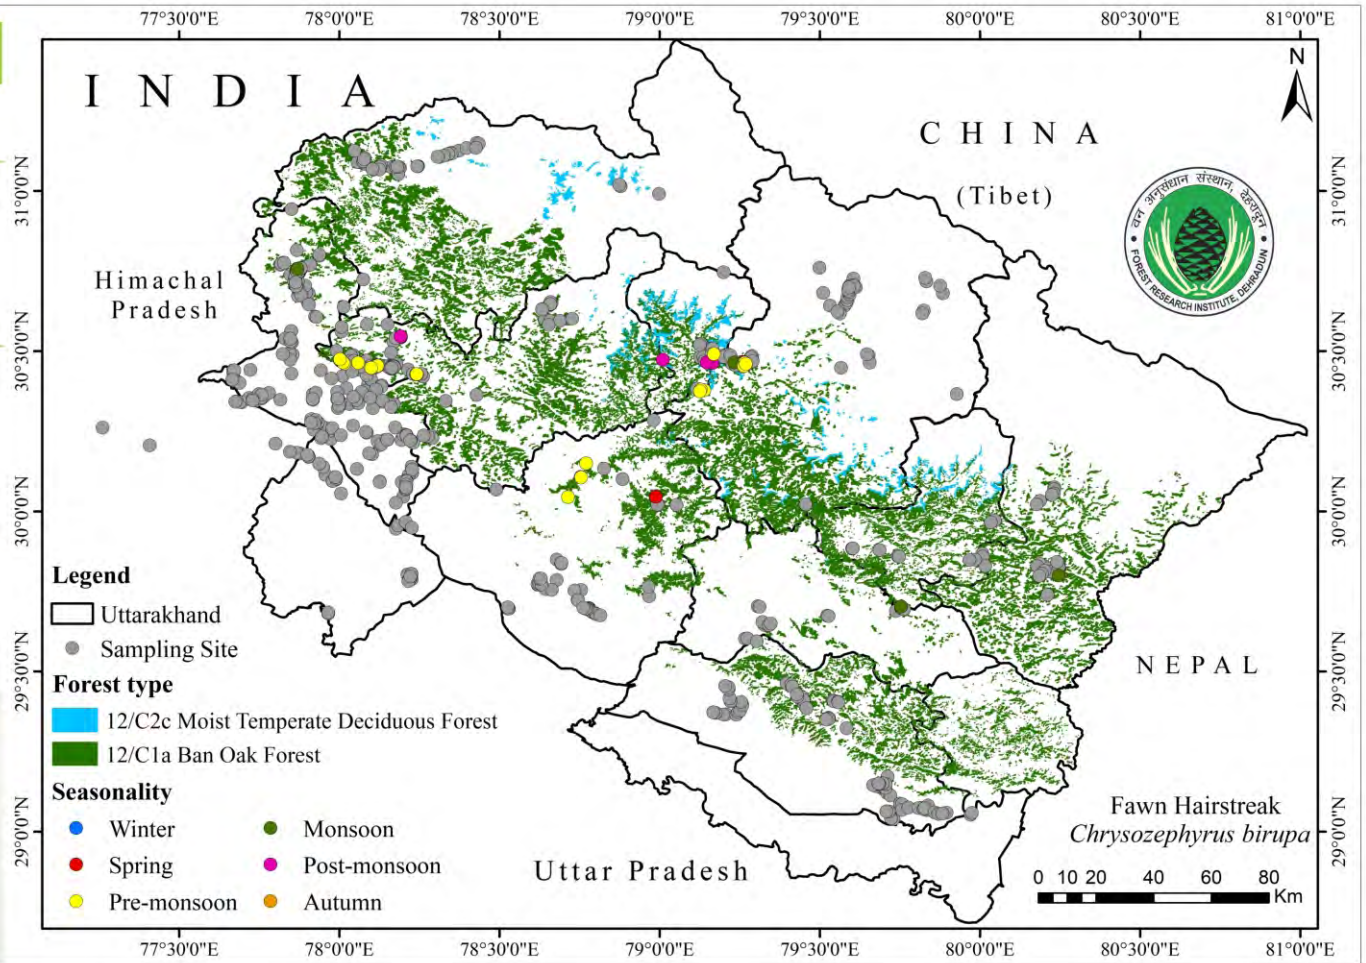 77°30'0"E 78°0'0"E 78°30'0"E 79°0'0"E 79°30'0"E 80°0'0"E 80°30'0"E 81°0'0"E
I N D I A
N
C H I N A
(Tibet)
वन अनुसंधान संस्थान, देहरादून
FOREST RESEARCH INSTITUTE, DEHRADUN
Himachal
Pradesh
31°0'0"N
30°30'0"N
30°0'0"N
29°30'0"N
29°0'0"N
31°0'0"N
30°30'0"N
30°0'0"N
29°30'0"N
29°0'0"N
NEPAL
Uttar Pradesh
Legend
Uttarakhand
Sampling Site
Forest type
12/C2c Moist Temperate Deciduous Forest
12/C1a Ban Oak Forest
Seasonality
Winter
Spring
Pre-monsoon
Monsoon
Post-monsoon
Autumn
Fawn Hairstreak
Chrysozephyrus birupa
0 10 20 40 60 80
Km
77°30'0"E 78°0'0"E 78°30'0"E 79°0'0"E 79°30'0"E 80°0'0"E 80°30'0"E 81°0'0"E